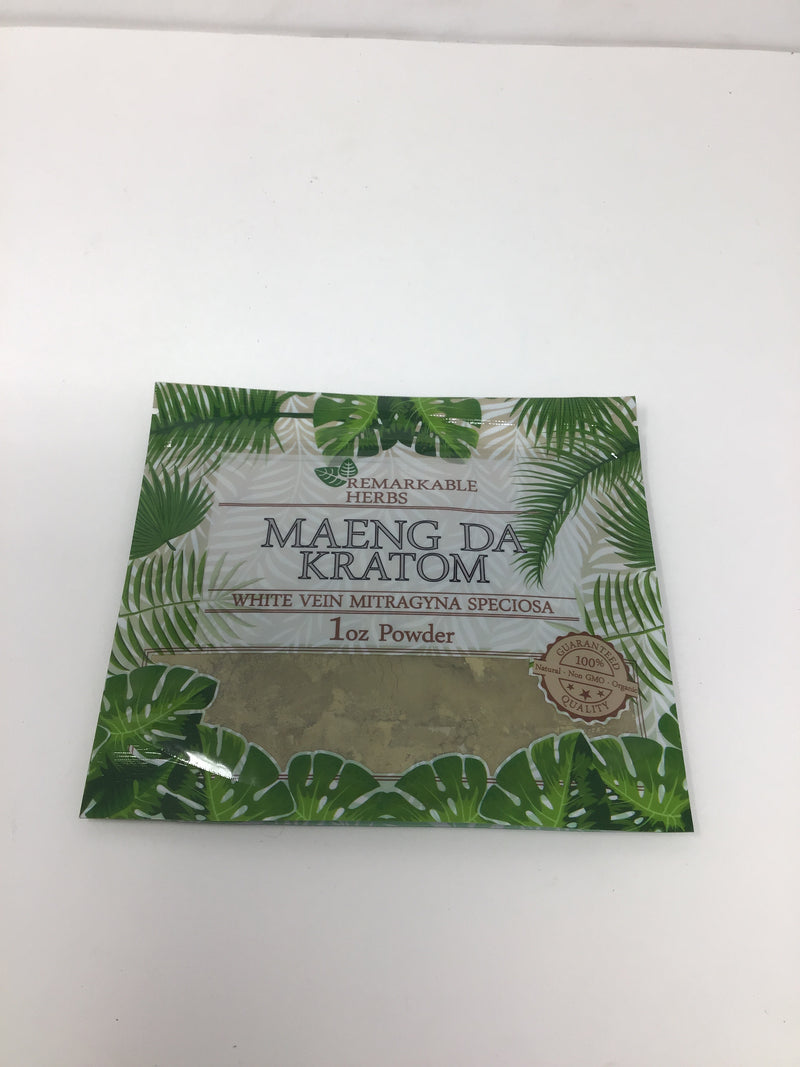 REMARKABLE
HERBS
MAENG DA
KRATOM
WHITE VEIN MITRAGYNA SPECIOSA
1oz Powder
GUARANTEED
100%
Natural - Non GMO - Organic
QUALITY